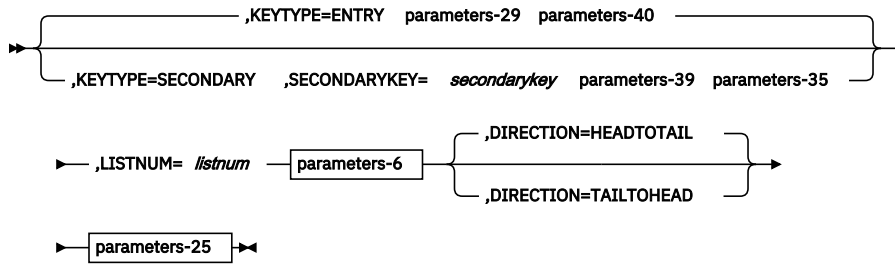 ,KEYTYPE=ENTRY parameters-29 parameters-40
,KEYTYPE=SECONDARY ,SECONDARYKEY= secondarykey parameters-39 parameters-35
,DIRECTION=HEADTOTAIL
,LISTNUM= listnum parameters-6
,DIRECTION=TAILTOHEAD
parameters-25